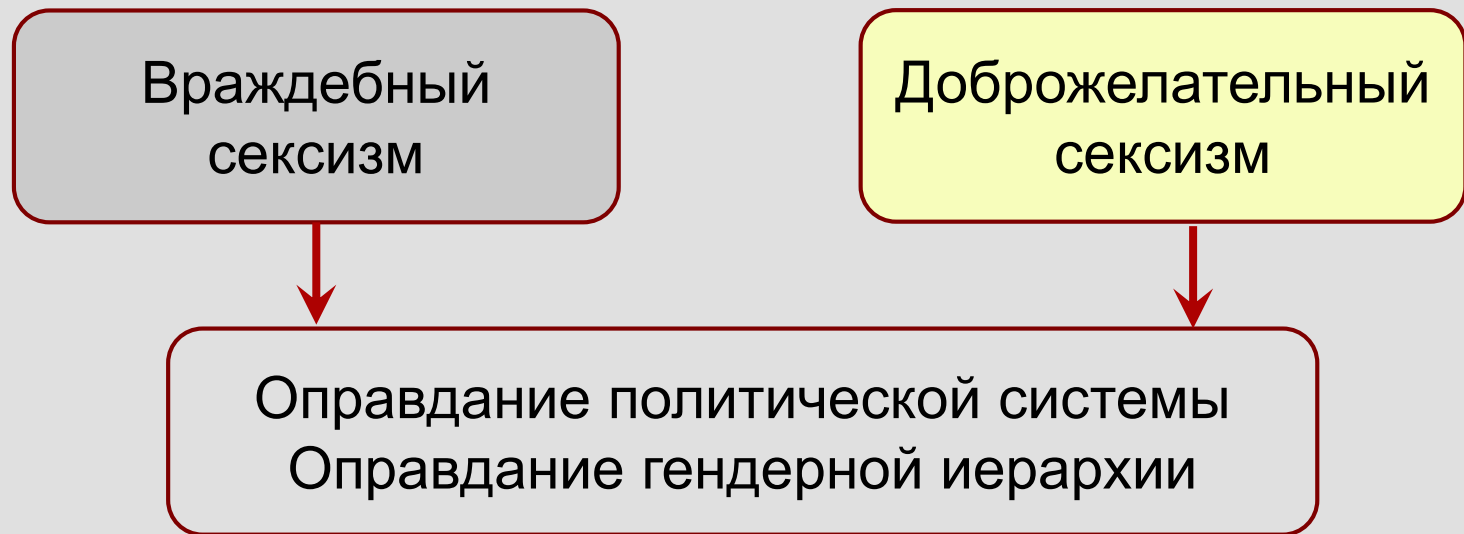 Враждебный
сексизм
Доброжелательный
сексизм
Оправдание политической системы
Оправдание гендерной иерархии